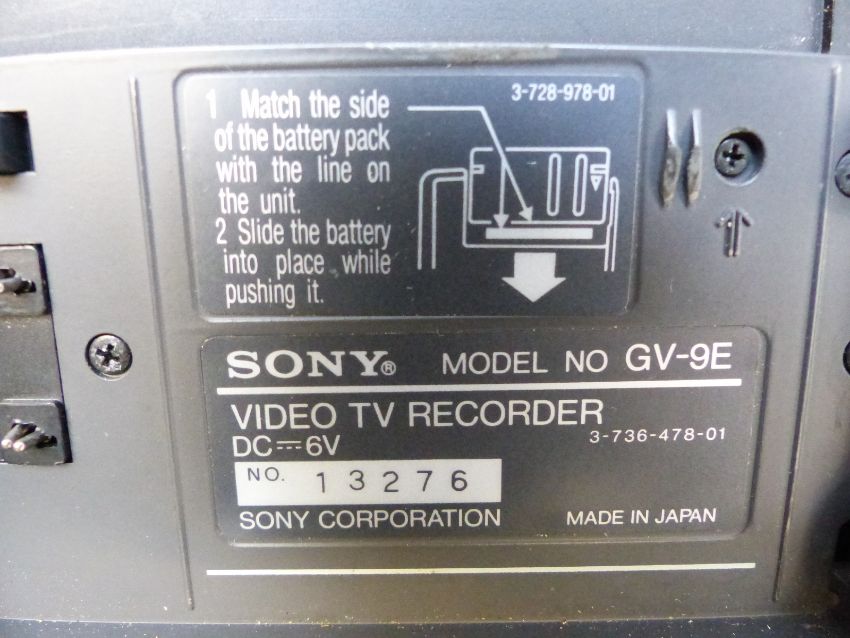 3-728-978-01
1 Match the side
of the battery pack
with the line on
the unit.
2 Slide the battery
into place while
pushing it.
SONY® MODEL NO GV-9E
VIDEO TV RECORDER
DC⎓6V 3-736-478-01
NO. 13276
SONY CORPORATION MADE IN JAPAN